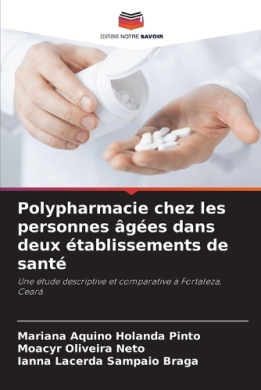 EDITIONS NOTRE SAVOIR
Polypharmacie chez les
personnes âgées dans
deux établissements de
santé
Une étude descriptive et comparative à Fortaleza,
Ceará
Mariana Aquino Holanda Pinto
Moacyr Oliveira Neto
Ianna Lacerda Sampaio Braga